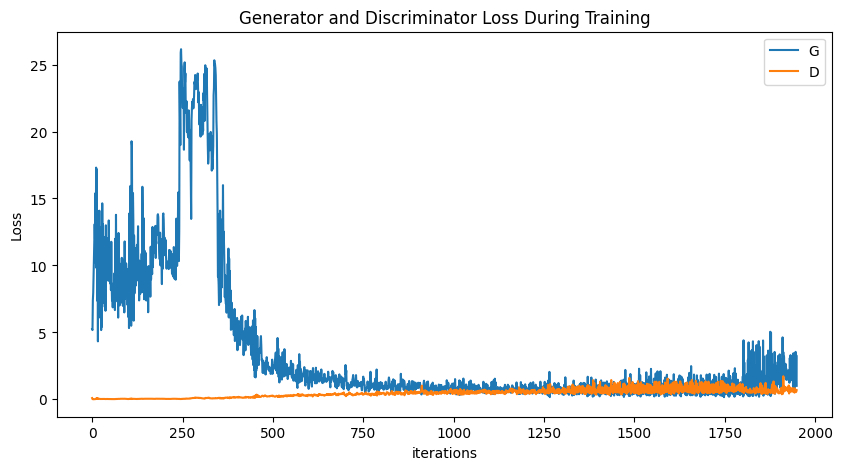 Generator and Discriminator Loss During Training
G
D
25
20
15
10
5
0
Loss
0 250 500 750 1000 1250 1500 1750 2000
iterations